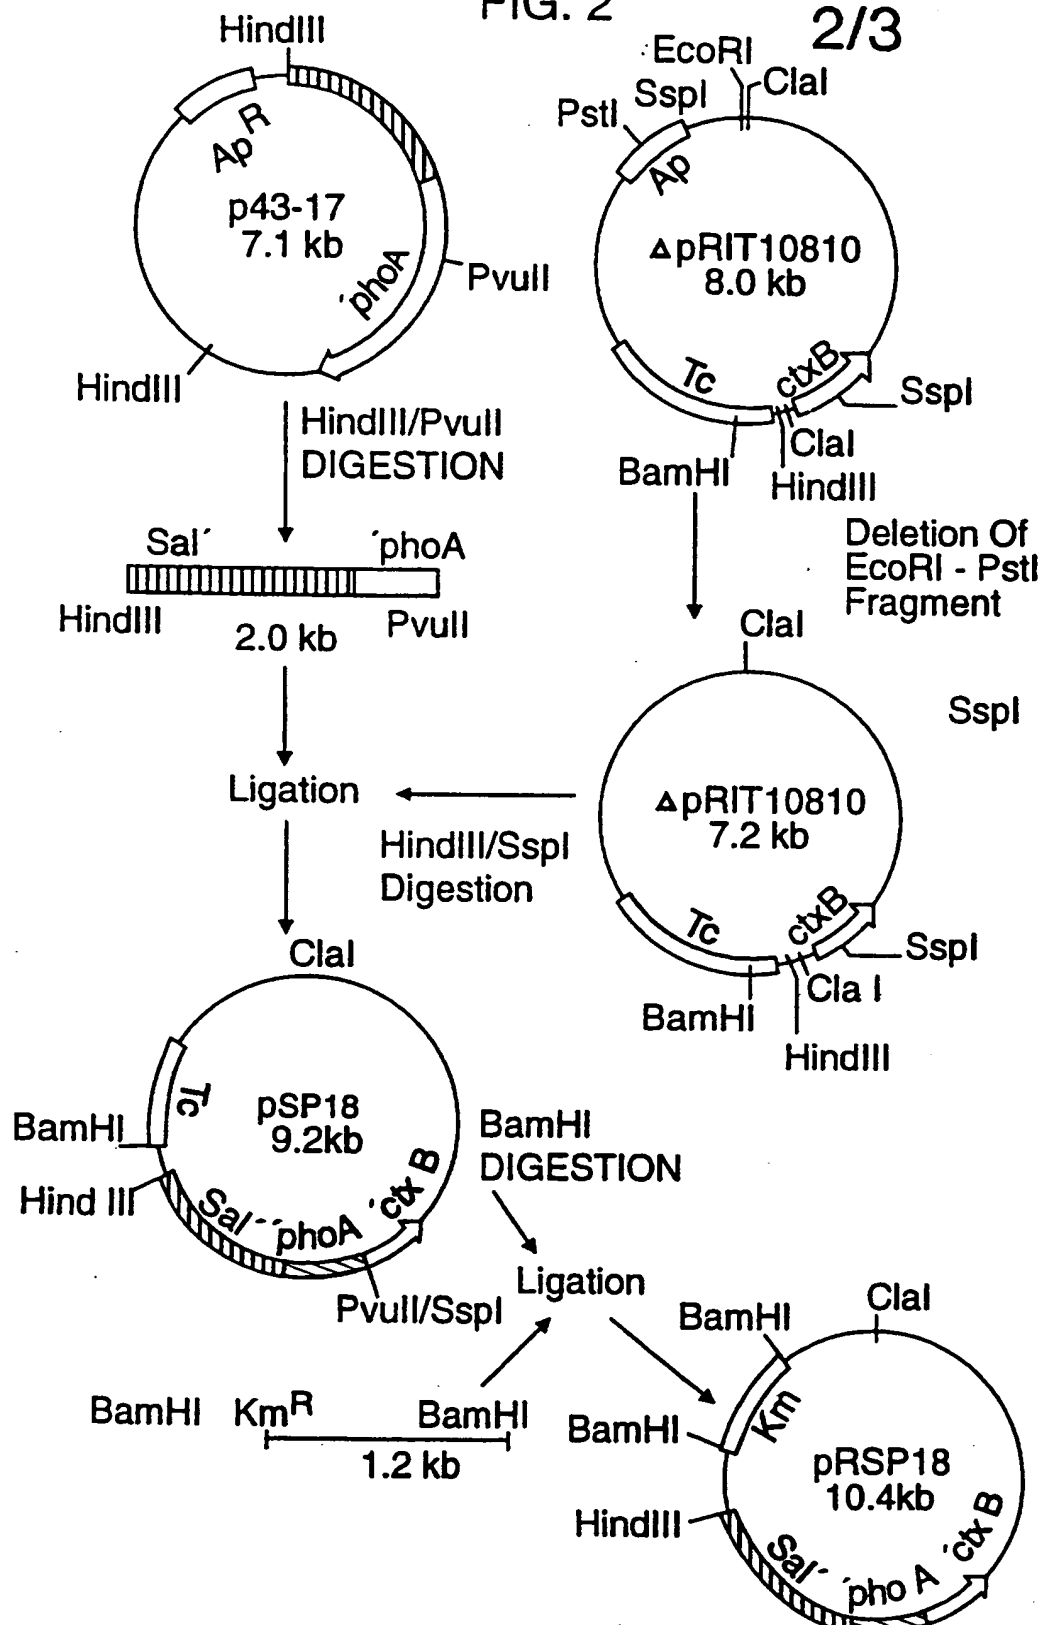 FIG. 2
2/3
HindIII
ApR
p43-17
7.1 kb
´phoA
PvuII
HindIII
HindIII/PvuII
DIGESTION
Sal´
´phoA
HindIII
PvuII
2.0 kb
Ligation
EcoRI
ClaI
SspI
PstI
Ap
ΔpRIT10810
8.0 kb
Tc
ctxB
SspI
ClaI
BamHI
HindIII
Deletion Of
EcoRI - PstI
Fragment
ClaI
SspI
ΔpRIT10810
7.2 kb
Tc
ctxB
SspI
Cla I
BamHI
HindIII
HindIII/SspI
Digestion
ClaI
Tc
pSP18
9.2kb
BamHI
Hind III
Sal´
´phoA
´ctx B
PvuII/SspI
BamHI
DIGESTION
Ligation
BamHI
KmR
BamHI
1.2 kb
ClaI
BamHI
Km
BamHI
pRSP18
10.4kb
HindIII
Sal´
´pho A
´ctx B